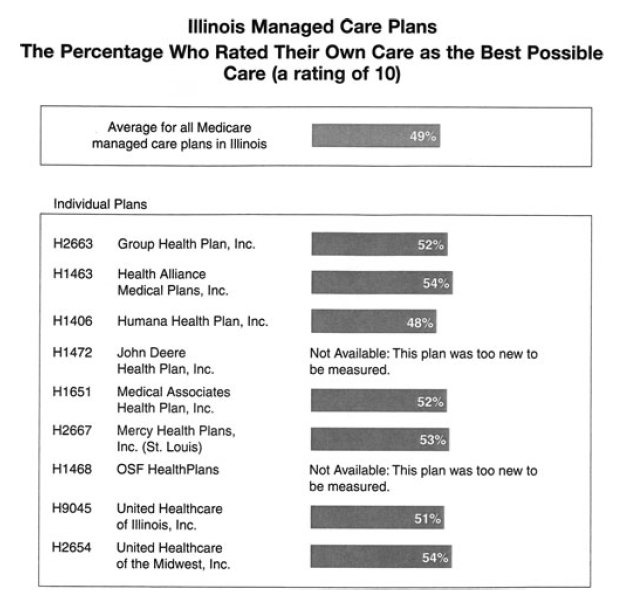 Illinois Managed Care Plans
The Percentage Who Rated Their Own Care as the Best Possible
Care (a rating of 10)
Average for all Medicare
managed care plans in Illinois
49%
Individual Plans
H2663 Group Health Plan, Inc. 52%
H1463 Health Alliance
Medical Plans, Inc. 54%
H1406 Humana Health Plan, Inc. 48%
H1472 John Deere Not Available: This plan was too new to
Health Plan, Inc. be measured.
H1651 Medical Associates
Health Plan, Inc. 52%
H2667 Mercy Health Plans,
Inc. (St. Louis) 53%
H1468 OSF HealthPlans Not Available: This plan was too new to
be measured.
H9045 United Healthcare
of Illinois, Inc. 51%
H2654 United Healthcare
of the Midwest, Inc. 54%